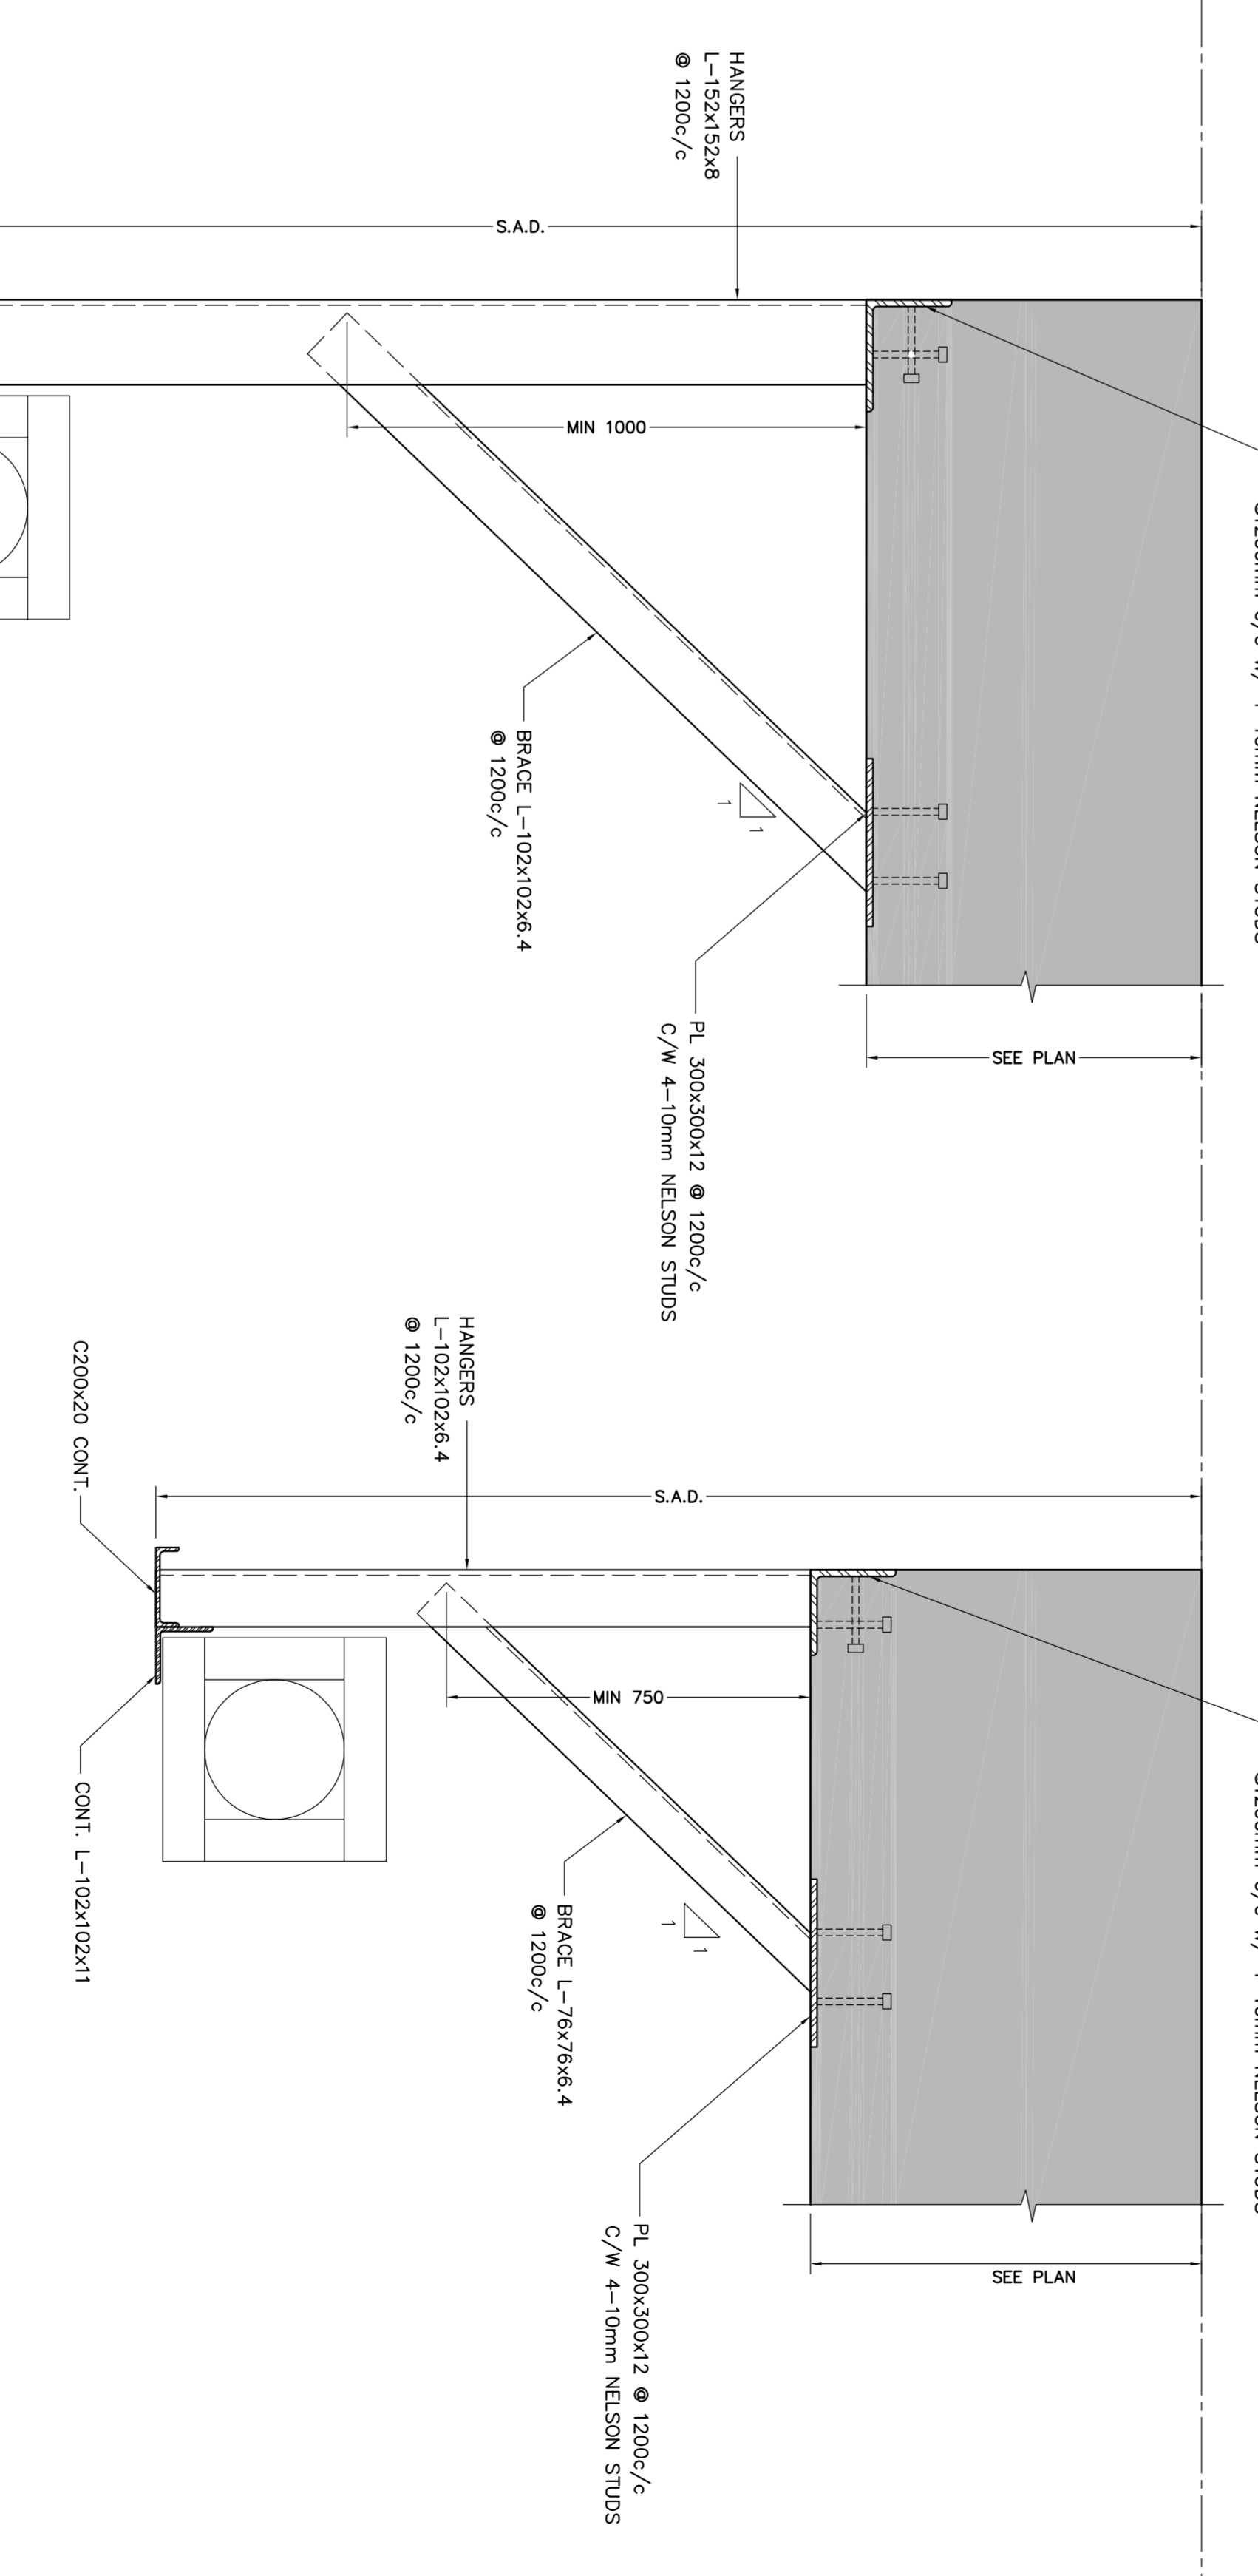 HANGERS
L-152x152x8
@ 1200c/c
S.A.D.
MIN 1000
BRACE L-102x102x6.4
@ 1200c/c
1
1
PL 300x300x12 @ 1200c/c
C/W 4-10mm NELSON STUDS
SEE PLAN
HANGERS
L-102x102x6.4
@ 1200c/c
S.A.D.
C200x20 CONT.
MIN 750
CONT. L-102x102x11
BRACE L-76x76x6.4
@ 1200c/c
1
1
PL 300x300x12 @ 1200c/c
C/W 4-10mm NELSON STUDS
SEE PLAN